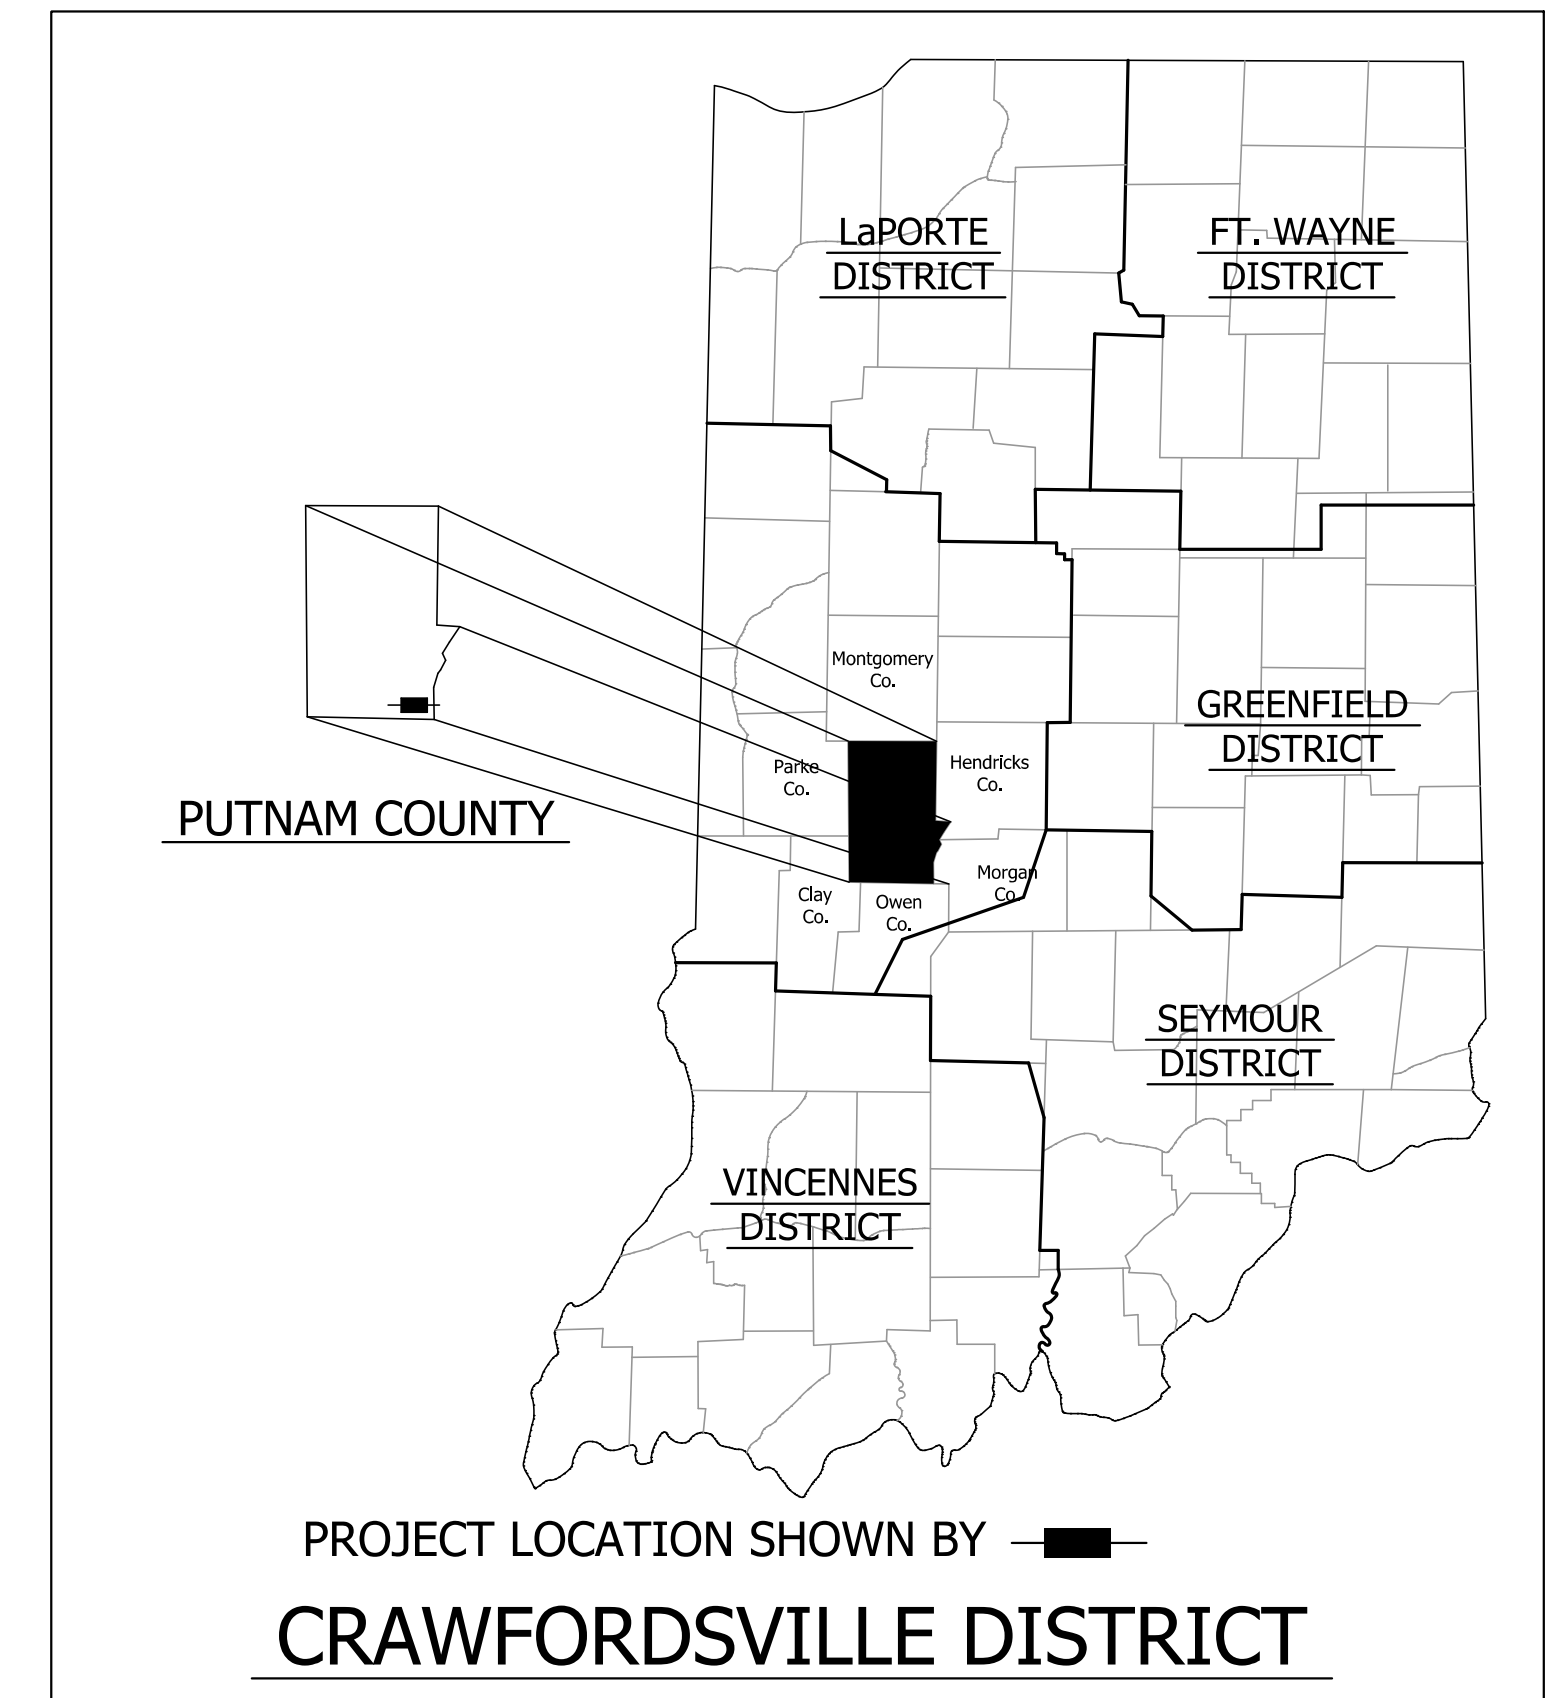 LaPORTE
DISTRICT
FT. WAYNE
DISTRICT
Montgomery
Co.
GREENFIELD
DISTRICT
Parke
Co.
Hendricks
Co.
PUTNAM COUNTY
Morgan
Co.
Clay
Co.
Owen
Co.
SEYMOUR
DISTRICT
VINCENNES
DISTRICT
PROJECT LOCATION SHOWN BY
CRAWFORDSVILLE DISTRICT